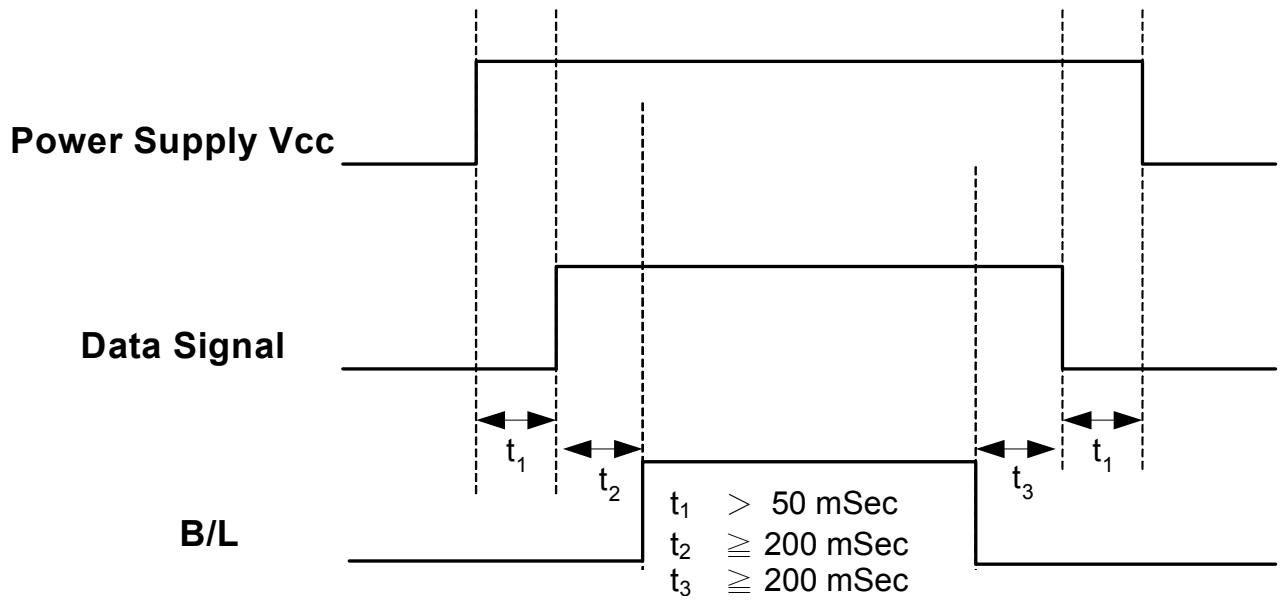 Power Supply Vcc
Data Signal
t₁
t₂
t₃
t₁
B/L
t₁ > 50 mSec
t₂ ≧ 200 mSec
t₃ ≧ 200 mSec